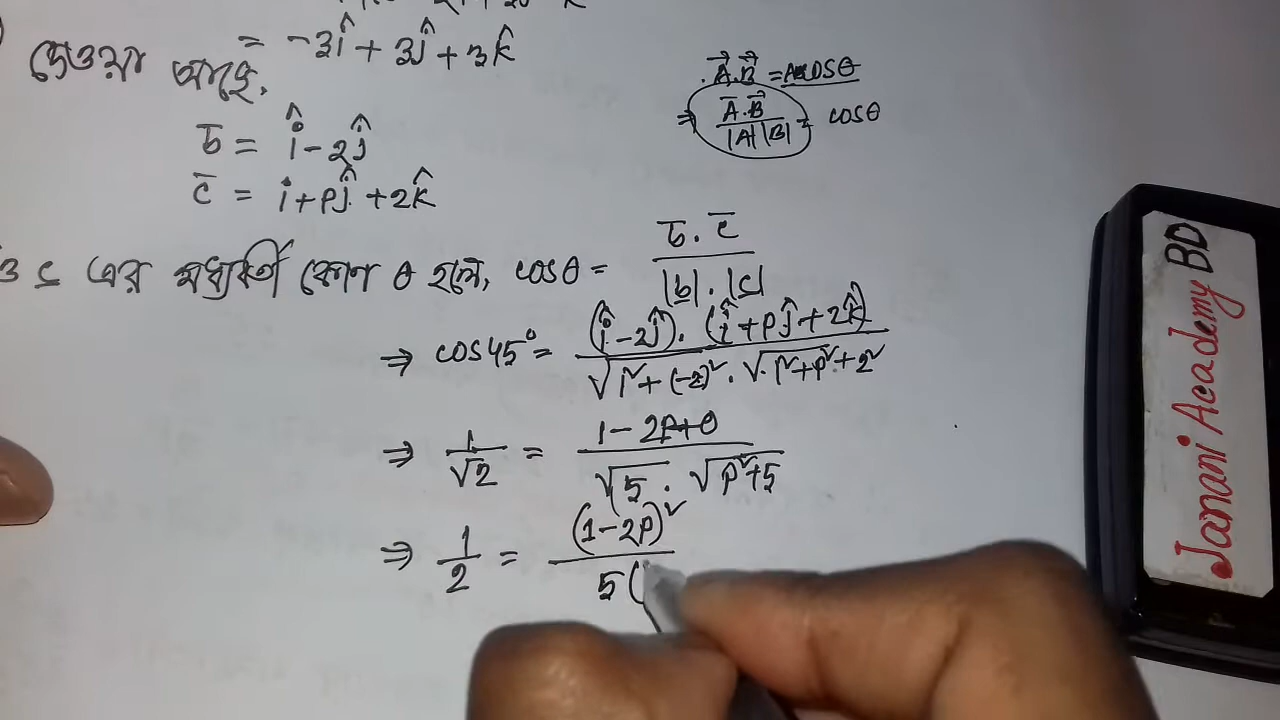 = -3î + 3ĵ + 3k̂
দেওয়া আছে,
b̅ = î - 2ĵ
c̅ = i + pĵ + 2k̂
.A⃗.B⃗ = ABcosθ
⇒ A̅.B⃗ / |A||B| = cosθ
ও c এর মধ্যবর্তী কোণ θ হলে, cosθ = b̅ . c̅ / |b| . |c|
⇒ cos45° = (î - 2ĵ). (î + pĵ + 2k̂) / √1² + (-2)² . √1² + p² + 2²
⇒ 1/√2 = 1 - 2p + 0 / √5 . √p² + 5
⇒ 1/2 = (1 - 2p)² / 5(
Janani Academy BD